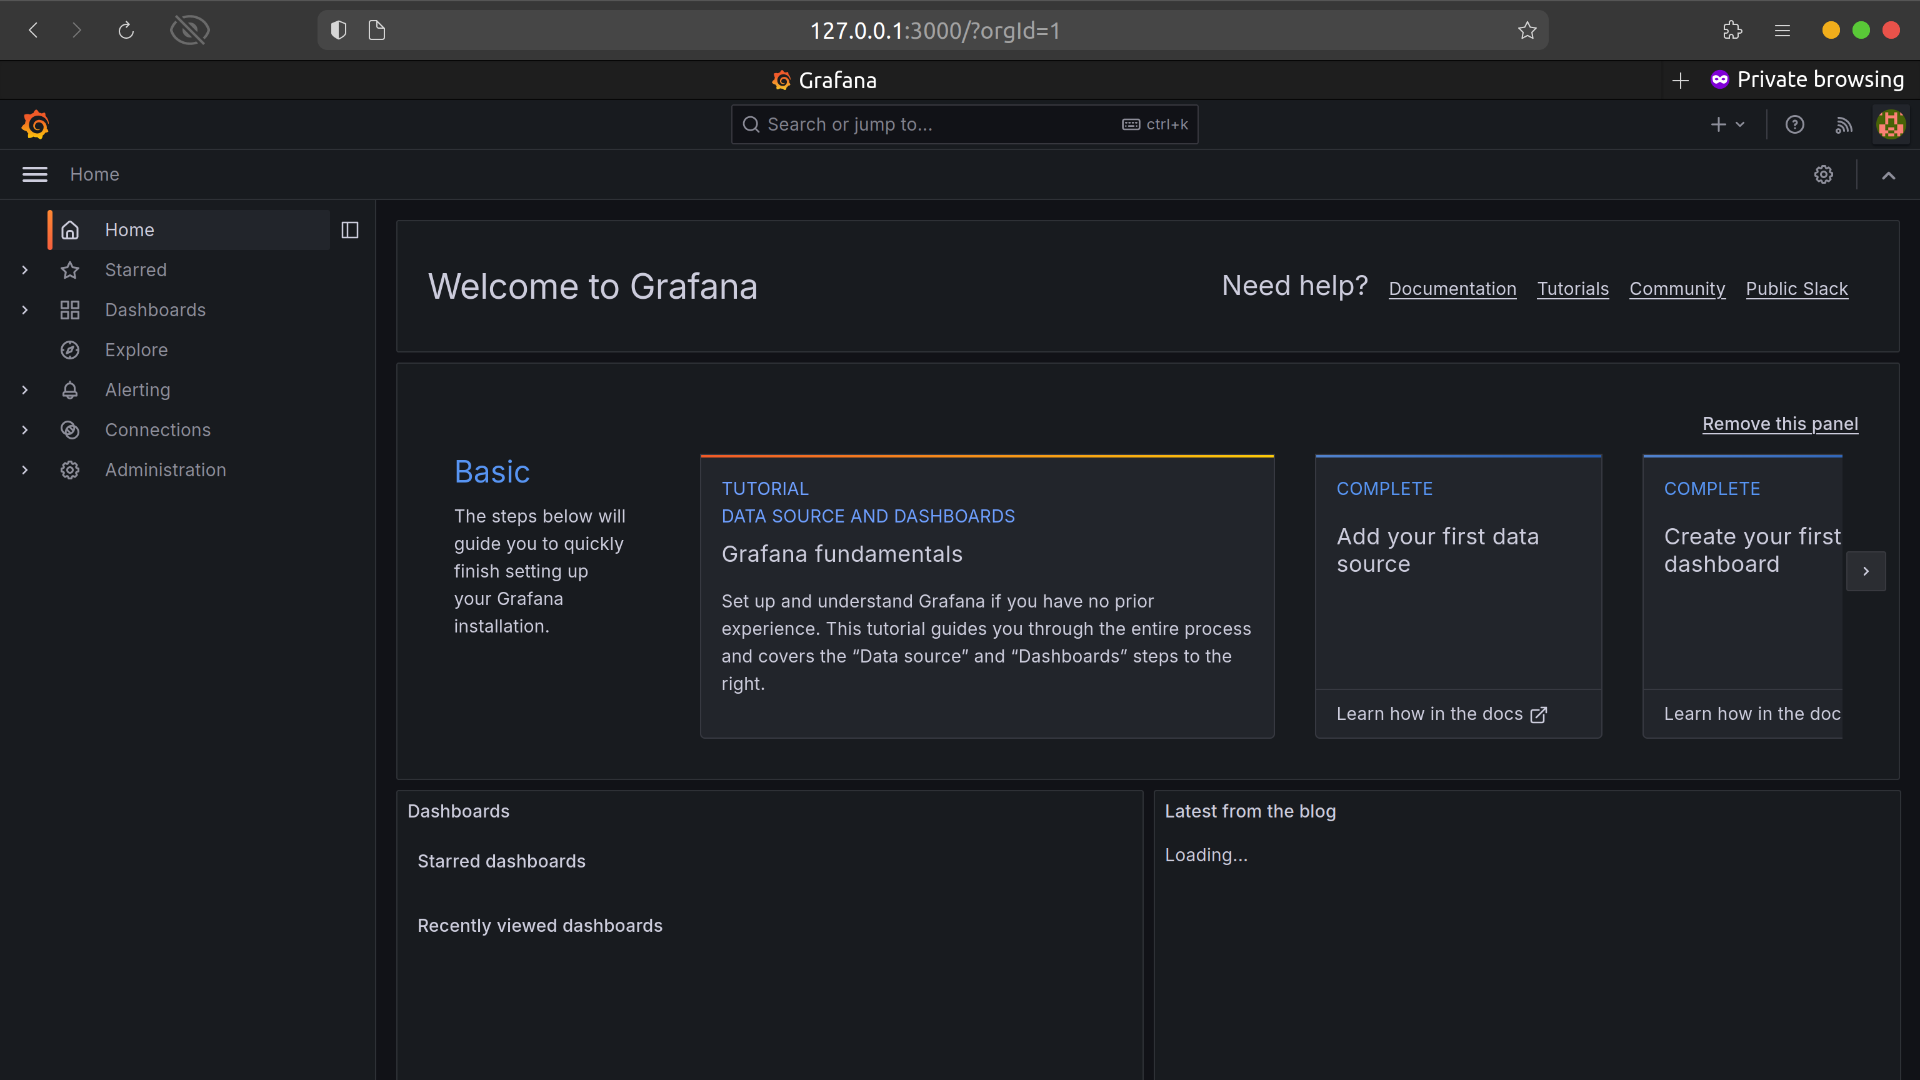 127.0.0.1:3000/?orgId=1
Grafana
Private browsing
Search or jump to...
ctrl+k
Home
Home
Starred
Dashboards
Explore
Alerting
Connections
Administration
Welcome to Grafana
Need help?
Documentation
Tutorials
Community
Public Slack
Remove this panel
Basic
The steps below will
guide you to quickly
finish setting up
your Grafana
installation.
TUTORIAL
DATA SOURCE AND DASHBOARDS
Grafana fundamentals
Set up and understand Grafana if you have no prior
experience. This tutorial guides you through the entire process
and covers the “Data source” and “Dashboards” steps to the
right.
COMPLETE
Add your first data
source
Learn how in the docs
COMPLETE
Create your first
dashboard
Learn how in the doc
Dashboards
Starred dashboards
Recently viewed dashboards
Latest from the blog
Loading...